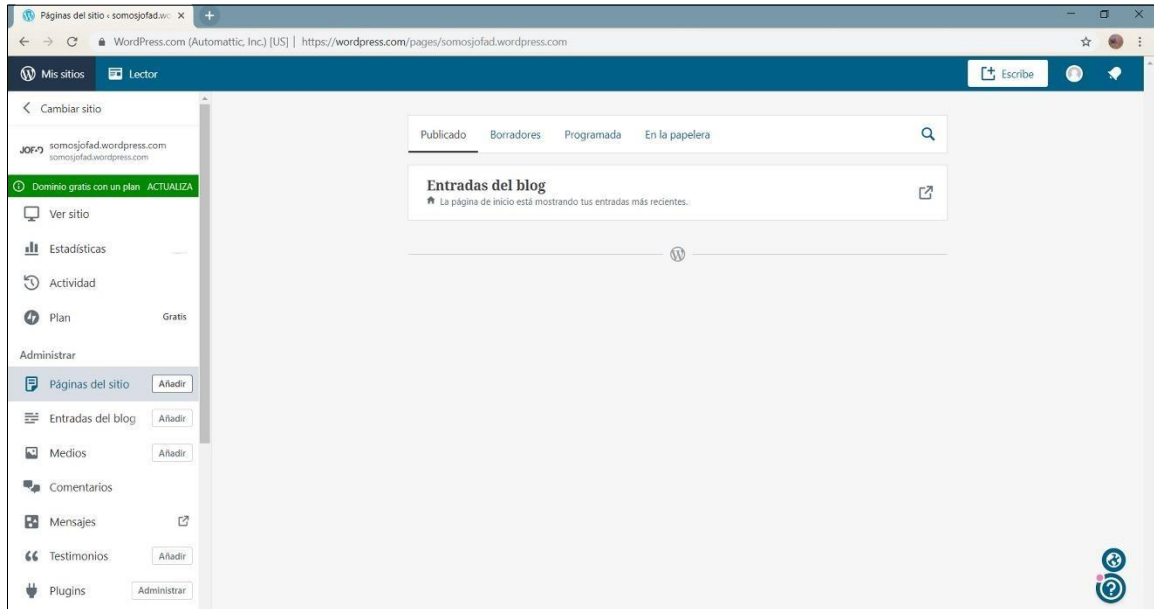 Páginas del sitio ‹ somosjofad.wo
WordPress.com (Automattic, Inc.) [US] | https://wordpress.com/pages/somosjofad.wordpress.com
Mis sitios
Lector
Escribe
Cambiar sitio
somosjofad.wordpress.com
somosjofad.wordpress.com
Dominio gratis con un plan ACTUALIZA
Ver sitio
Estadísticas
Actividad
Plan Gratis
Administrar
Páginas del sitio Añadir
Entradas del blog Añadir
Medios Añadir
Comentarios
Mensajes
Testimonios Añadir
Plugins Administrar
Publicado Borradores Programada En la papelera
Entradas del blog
La página de inicio está mostrando tus entradas más recientes.